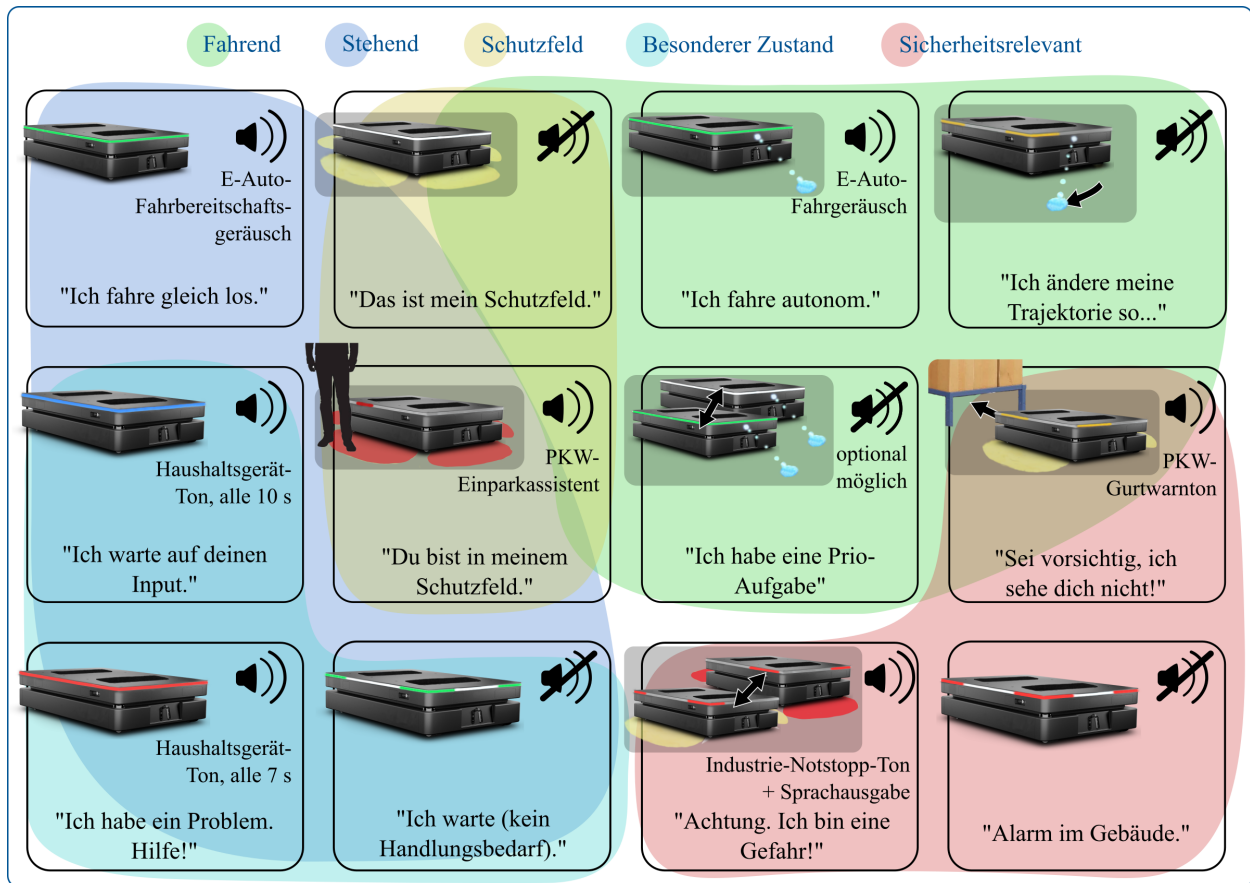 Fahrend
Stehend
Schutzfeld
Besonderer Zustand
Sicherheitsrelevant
E-Auto-
Fahrbereitschafts-
geräusch
"Ich fahre gleich los."
"Das ist mein Schutzfeld."
E-Auto-
Fahrgeräusch
"Ich fahre autonom."
"Ich ändere meine
Trajektorie so..."
Haushaltsgerät-
Ton, alle 10 s
"Ich warte auf deinen
Input."
PKW-
Einparkassistent
"Du bist in meinem
Schutzfeld."
optional
möglich
"Ich habe eine Prio-
Aufgabe"
PKW-
Gurtwarnton
"Sei vorsichtig, ich
sehe dich nicht!"
Haushaltsgerät-
Ton, alle 7 s
"Ich habe ein Problem.
Hilfe!"
"Ich warte (kein
Handlungsbedarf)."
Industrie-Notstopp-Ton
+ Sprachausgabe
"Achtung. Ich bin eine
Gefahr!"
"Alarm im Gebäude."